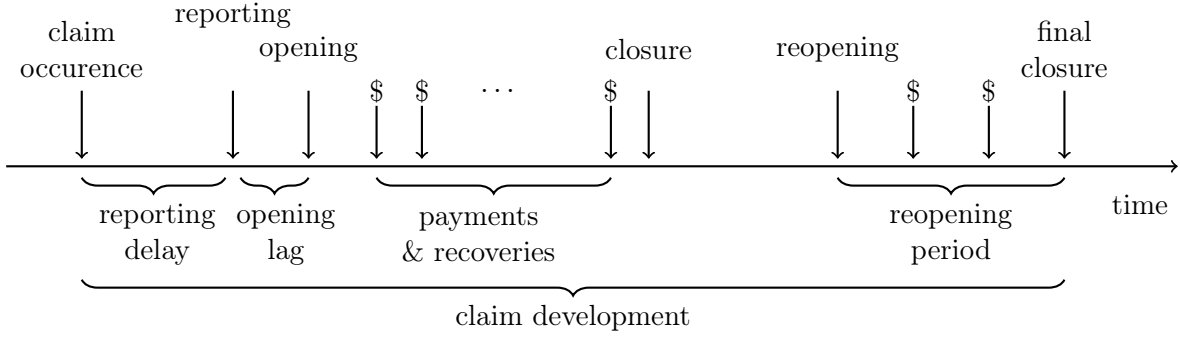 claim
occurence
reporting
opening
$
$
· · ·
$
closure
reopening
$
$
final
closure
time
reporting
delay
opening
lag
payments
& recoveries
reopening
period
claim development